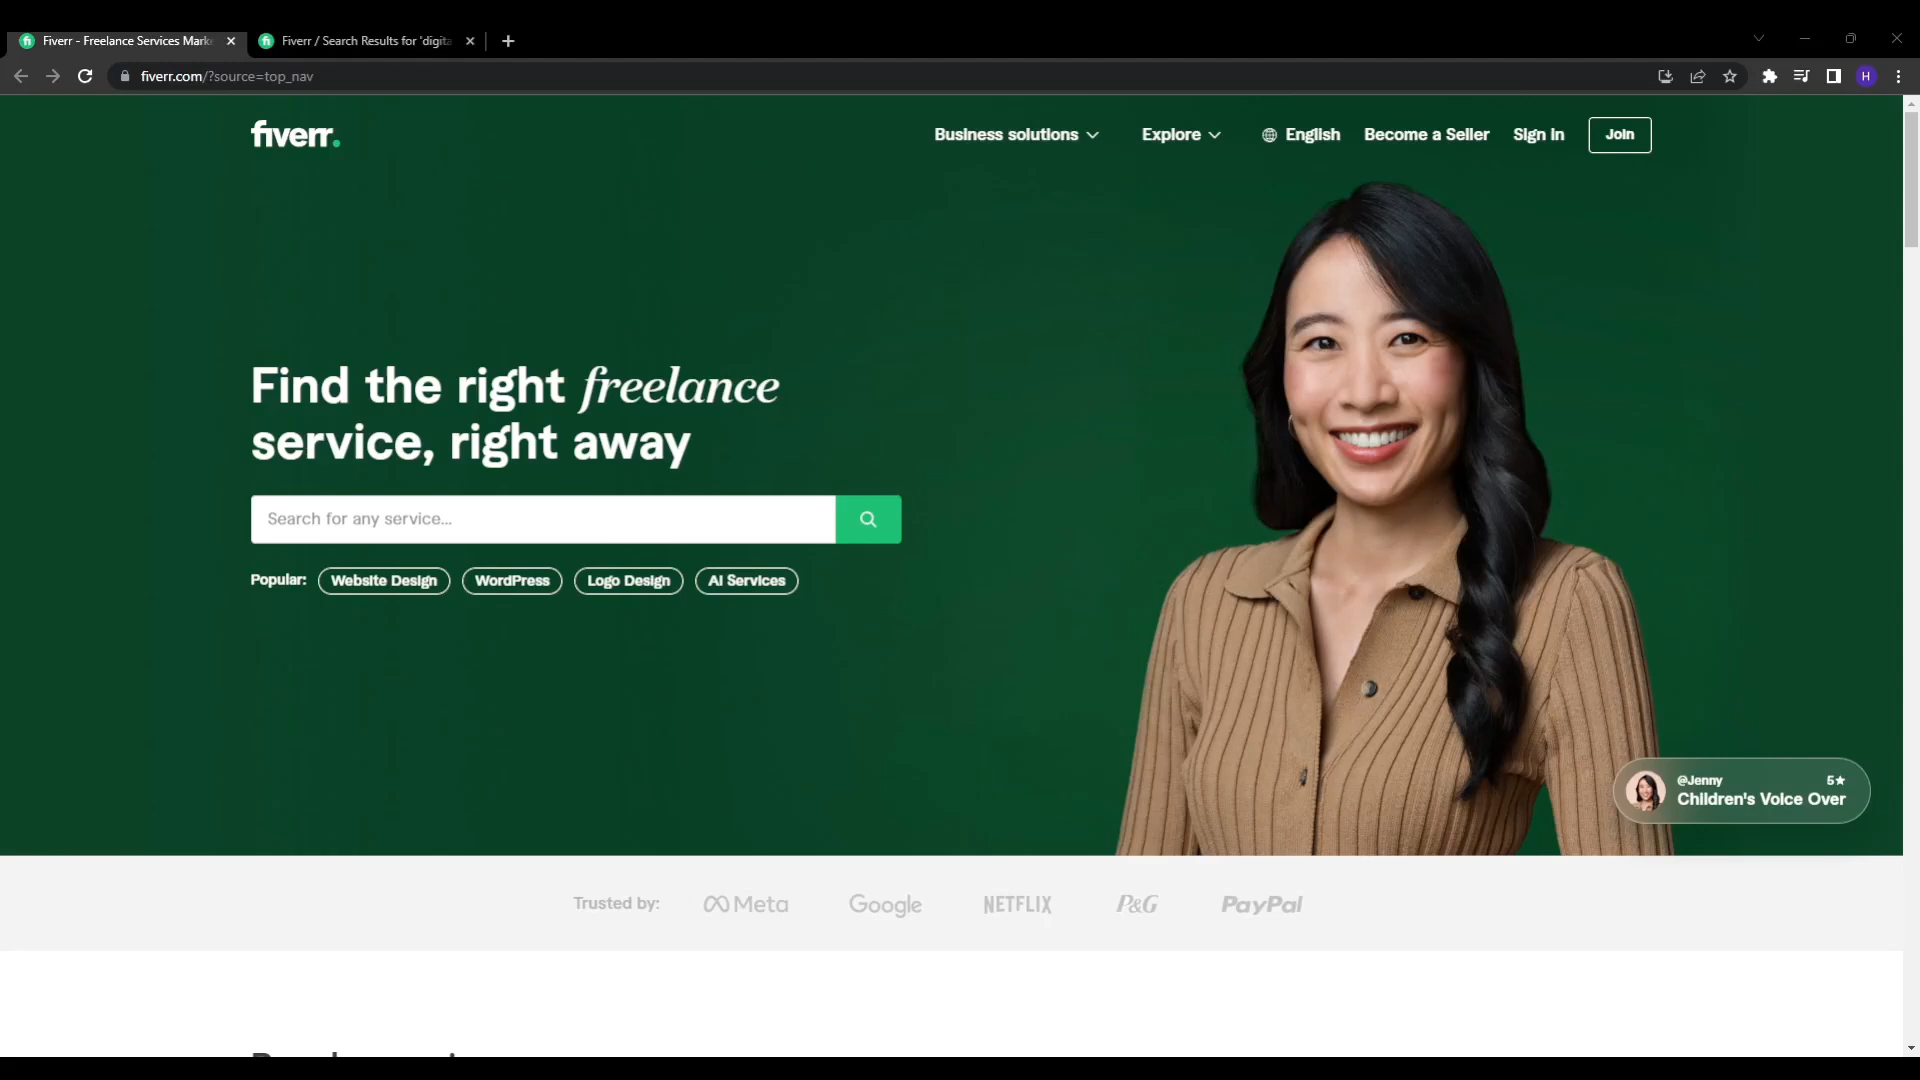 Fiverr - Freelance Services Mark
Fiverr / Search Results for 'digita
fiverr.com/?source=top_nav
H
fiverr.
Business solutions
Explore
English
Become a Seller
Sign in
Join
Find the right freelance
service, right away
Search for any service...
Popular:
Website Design
WordPress
Logo Design
AI Services
@Jenny
5★
Children's Voice Over
Trusted by:
Meta
Google
NETFLIX
P&G
PayPal